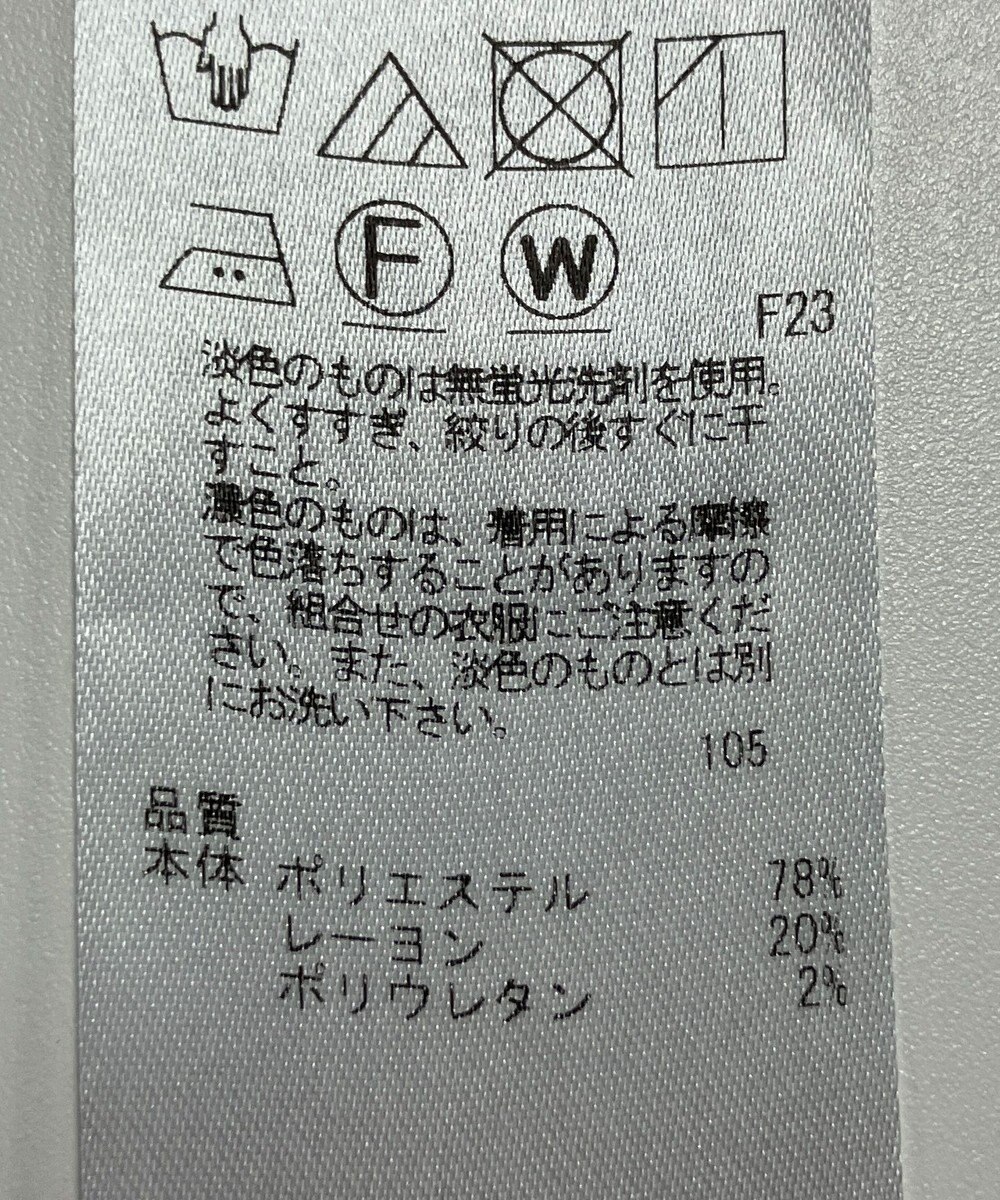 F
W
F23
淡色のものは無蛍光洗剤を使用。
よくすすぎ、絞りの後すぐに干
すこと。
濃色のものは、着用による摩擦
で色落ちすることがありますの
で、組合せの衣服にご注意くだ
さい。また、淡色のものとは別
にお洗い下さい。
105
品質
本体 ポリエステル 78%
レーヨン 20%
ポリウレタン 2%